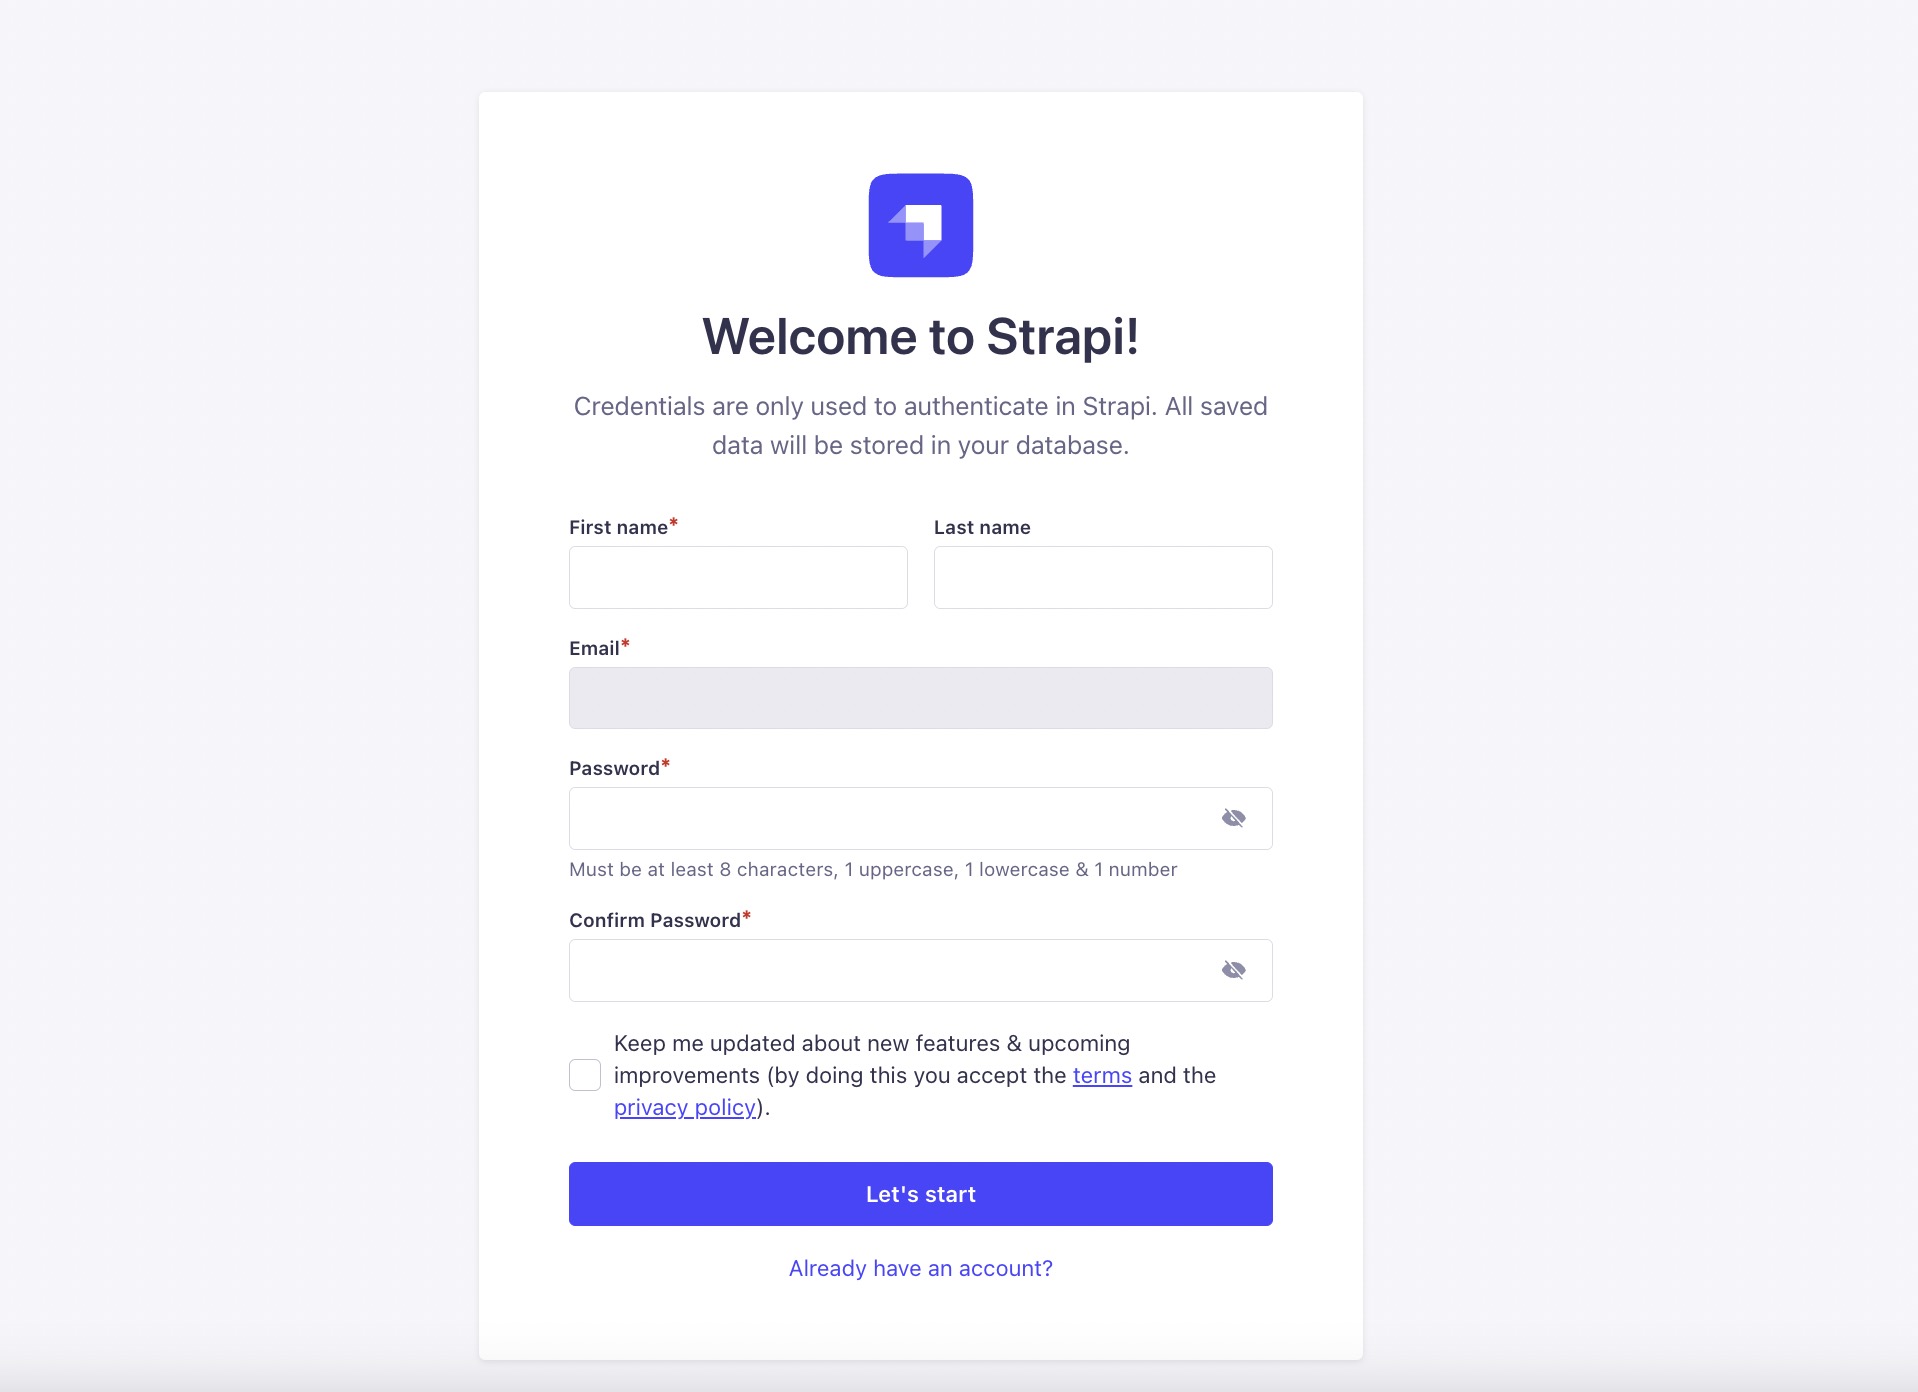 Welcome to Strapi!
Credentials are only used to authenticate in Strapi. All saved
data will be stored in your database.
First name*
Last name
Email*
Password*
Must be at least 8 characters, 1 uppercase, 1 lowercase & 1 number
Confirm Password*
Keep me updated about new features & upcoming
improvements (by doing this you accept the terms and the
privacy policy).
Let's start
Already have an account?